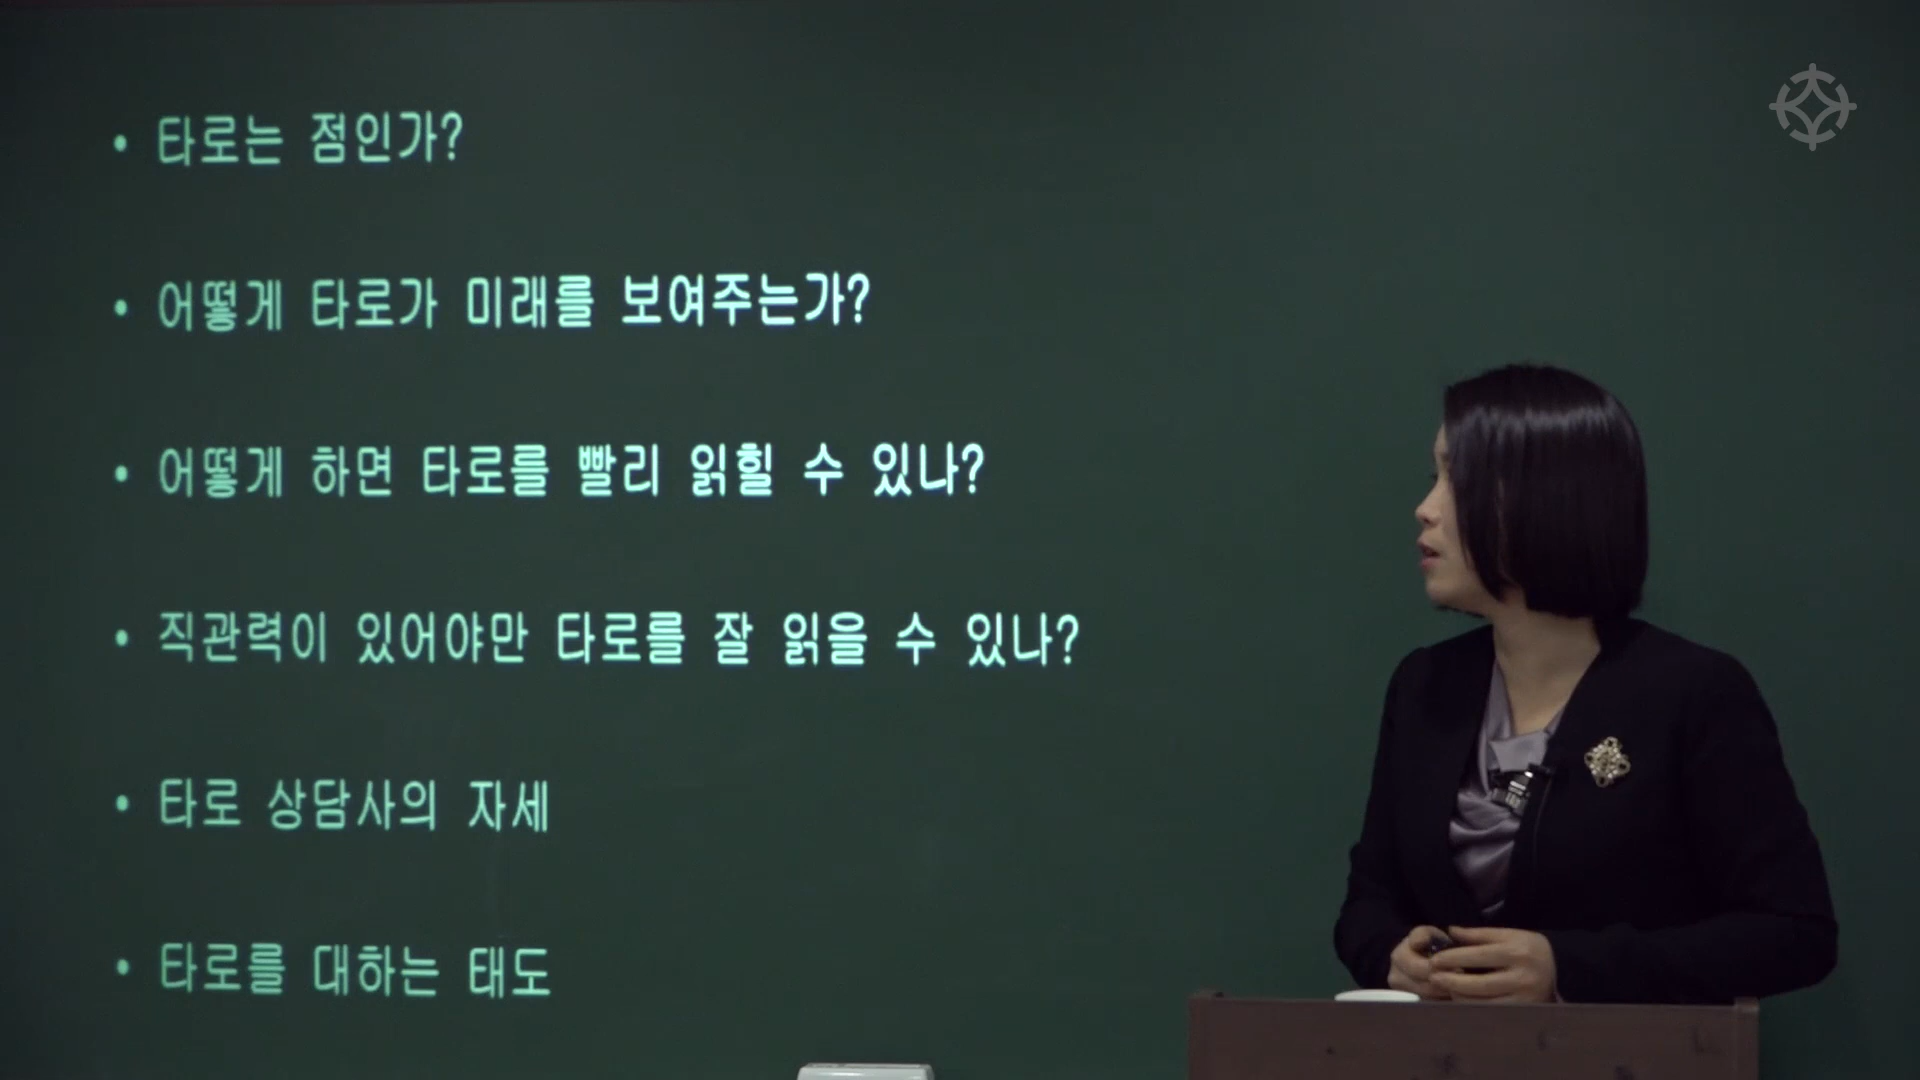 • 타로는 점인가?
• 어떻게 타로가 미래를 보여주는가?
• 어떻게 하면 타로를 빨리 읽힐 수 있나?
• 직관력이 있어야만 타로를 잘 읽을 수 있나?
• 타로 상담사의 자세
• 타로를 대하는 태도